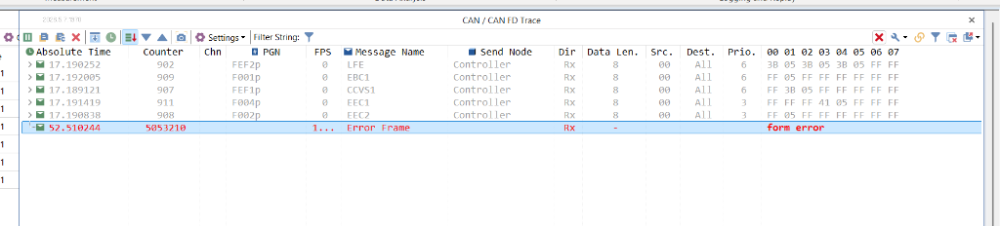 CAN / CAN FD Trace
Settings Filter String:
Absolute Time Counter Chn PGN FPS Message Name Send Node Dir Data Len. Src. Dest. Prio. 00 01 02 03 04 05 06 07
17.190252 902 FEF2p 0 LFE Controller Rx 8 00 All 6 3B 05 3B 05 3B 05 FF FF
17.192005 909 F001p 0 EBC1 Controller Rx 8 00 All 6 FF 05 FF FF FF FF FF FF
17.189121 907 FEF1p 0 CCVS1 Controller Rx 8 00 All 6 FF 3B 05 FF FF FF FF FF
17.191419 911 F004p 0 EEC1 Controller Rx 8 00 All 3 FF FF FF 41 05 FF FF FF
17.190838 908 F002p 0 EEC2 Controller Rx 8 00 All 3 FF 05 FF FF FF FF FF FF
52.510244 5053210 1... Error Frame Rx - form error